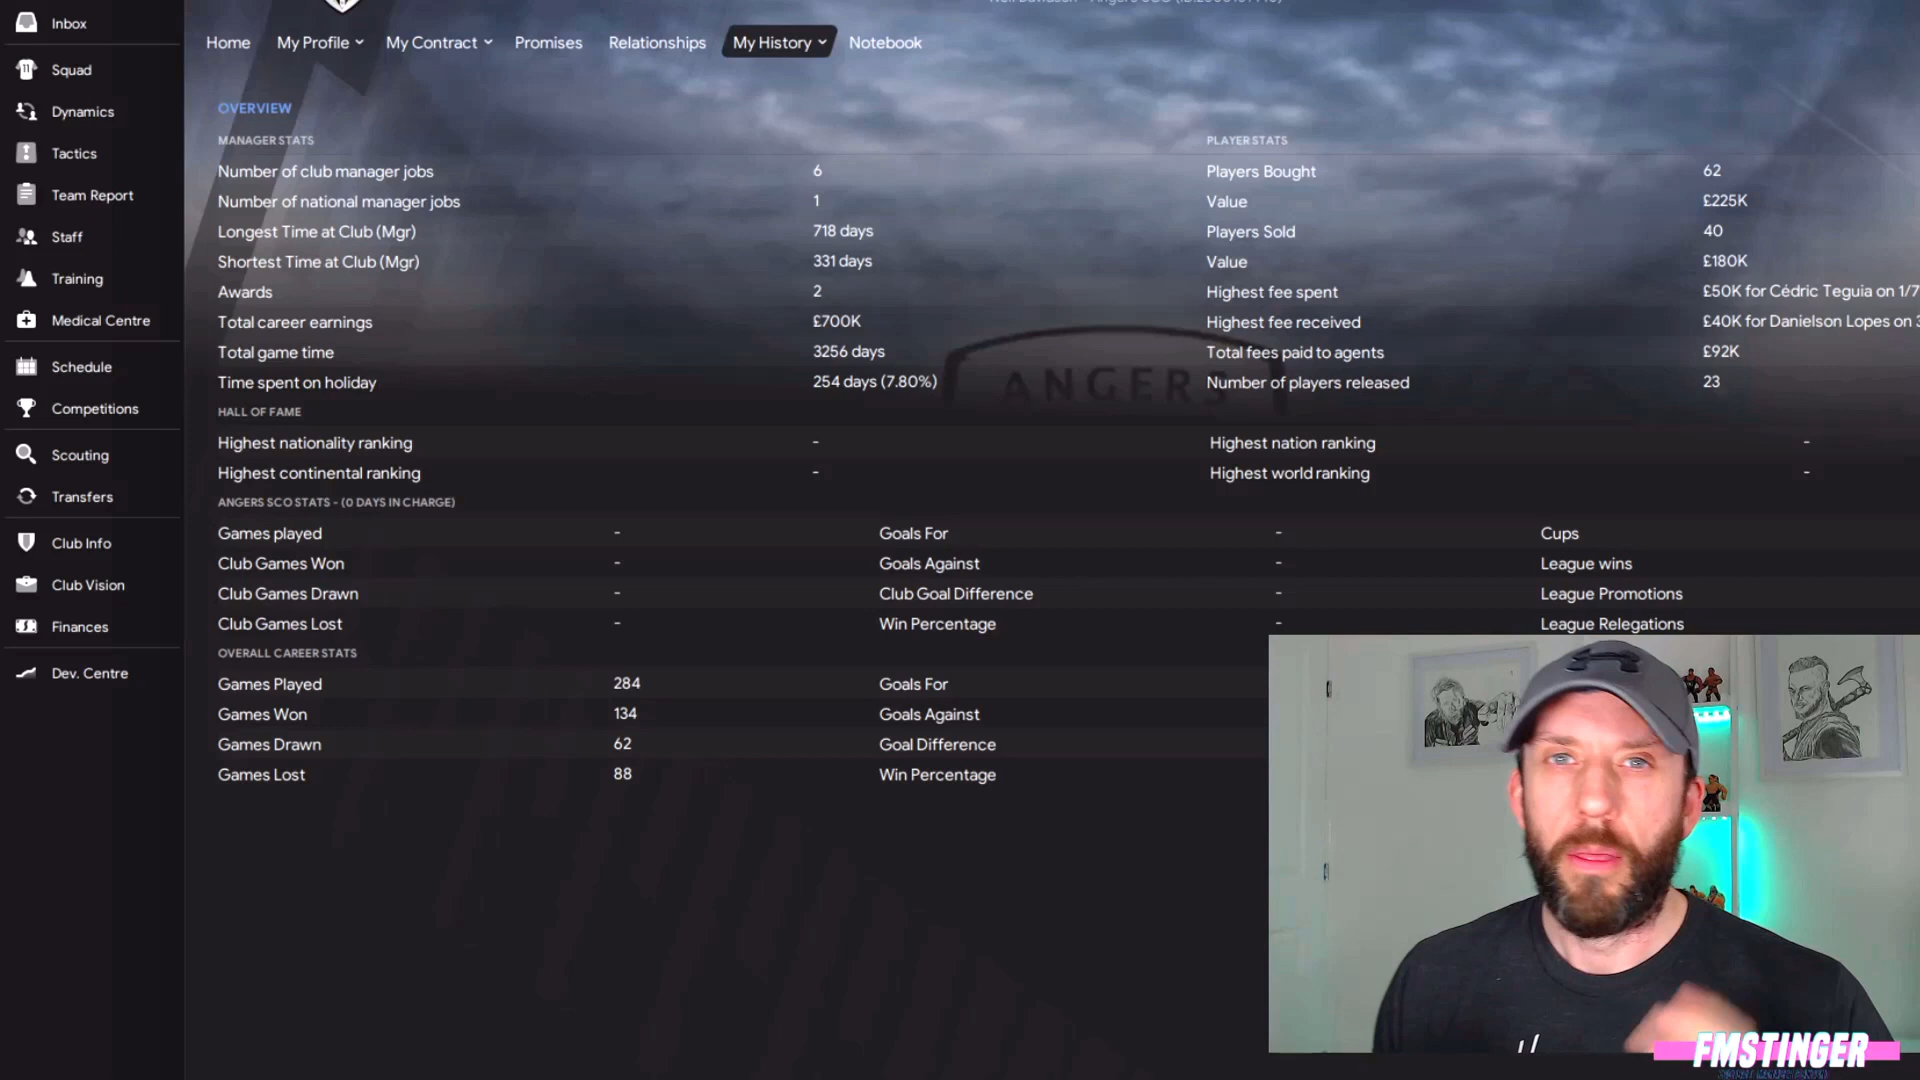 Inbox
Squad
Dynamics
Tactics
Team Report
Staff
Training
Medical Centre
Schedule
Competitions
Scouting
Transfers
Club Info
Club Vision
Finances
Dev. Centre
Home My Profile My Contract Promises Relationships My History Notebook
OVERVIEW
MANAGER STATS PLAYER STATS
Number of club manager jobs 6 Players Bought 62
Number of national manager jobs 1 Value £225K
Longest Time at Club (Mgr) 718 days Players Sold 40
Shortest Time at Club (Mgr) 331 days Value £180K
Awards 2 Highest fee spent £50K for Cédric Teguia on 1/7
Total career earnings £700K Highest fee received £40K for Danielson Lopes on 3
Total game time 3256 days Total fees paid to agents £92K
Time spent on holiday 254 days (7.80%) Number of players released 23
ANGERS
HALL OF FAME
Highest nationality ranking - Highest nation ranking -
Highest continental ranking - Highest world ranking -
ANGERS SCO STATS - (0 DAYS IN CHARGE)
Games played - Goals For - Cups
Club Games Won - Goals Against - League wins
Club Games Drawn - Club Goal Difference - League Promotions
Club Games Lost - Win Percentage - League Relegations
OVERALL CAREER STATS
Games Played 284 Goals For
Games Won 134 Goals Against
Games Drawn 62 Goal Difference
Games Lost 88 Win Percentage
FMSTINGER